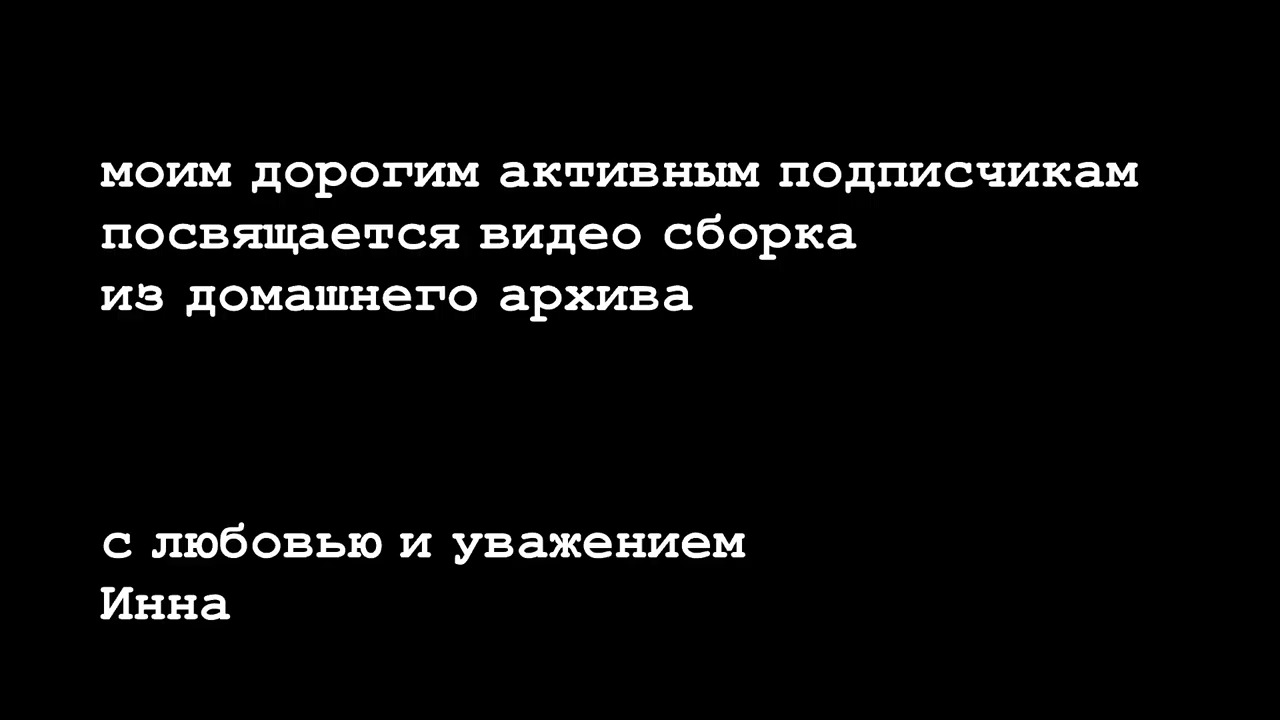 моим дорогим активным подписчикам
посвящается видео сборка
из домашнего архива
с любовью и уважением
Инна